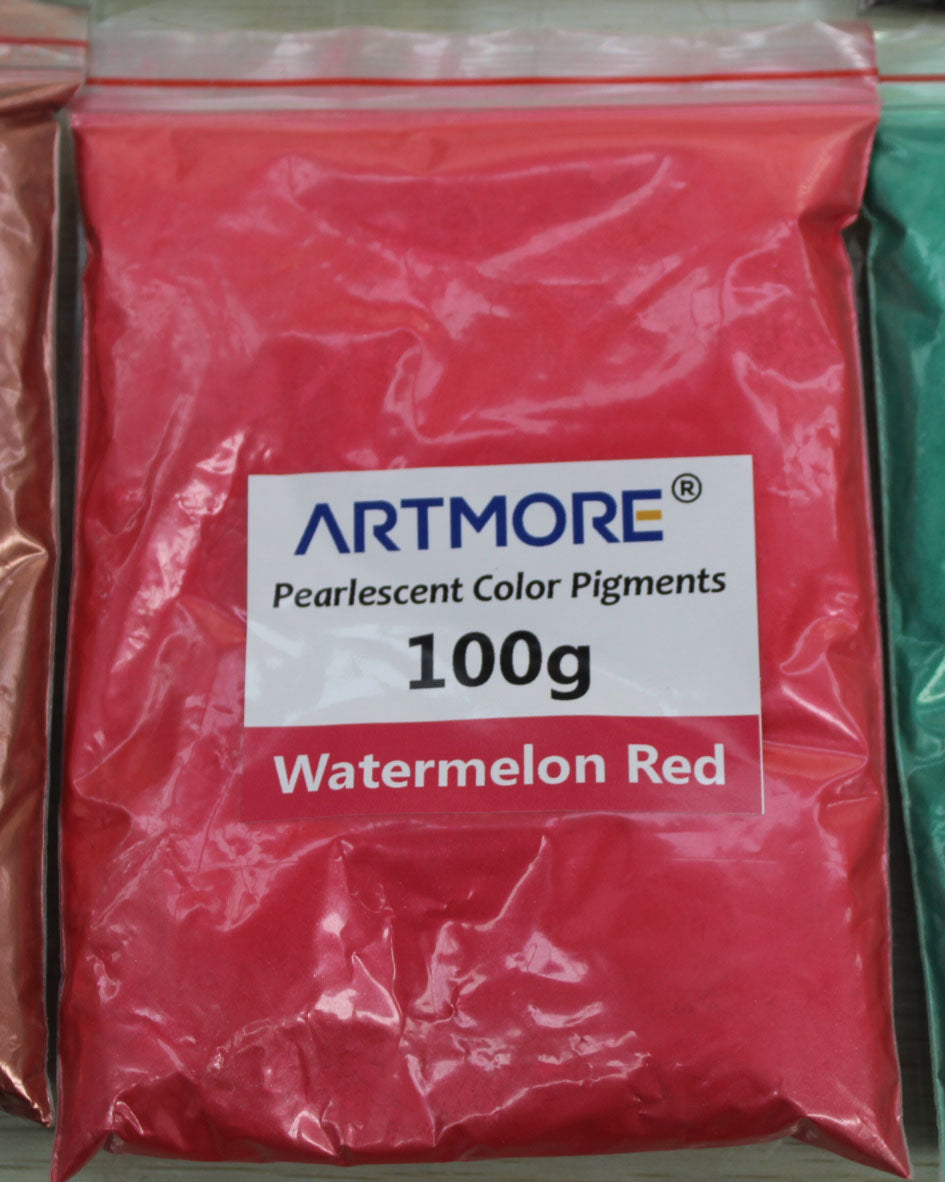 ARTMORE®
Pearlescent Color Pigments
100g
Watermelon Red